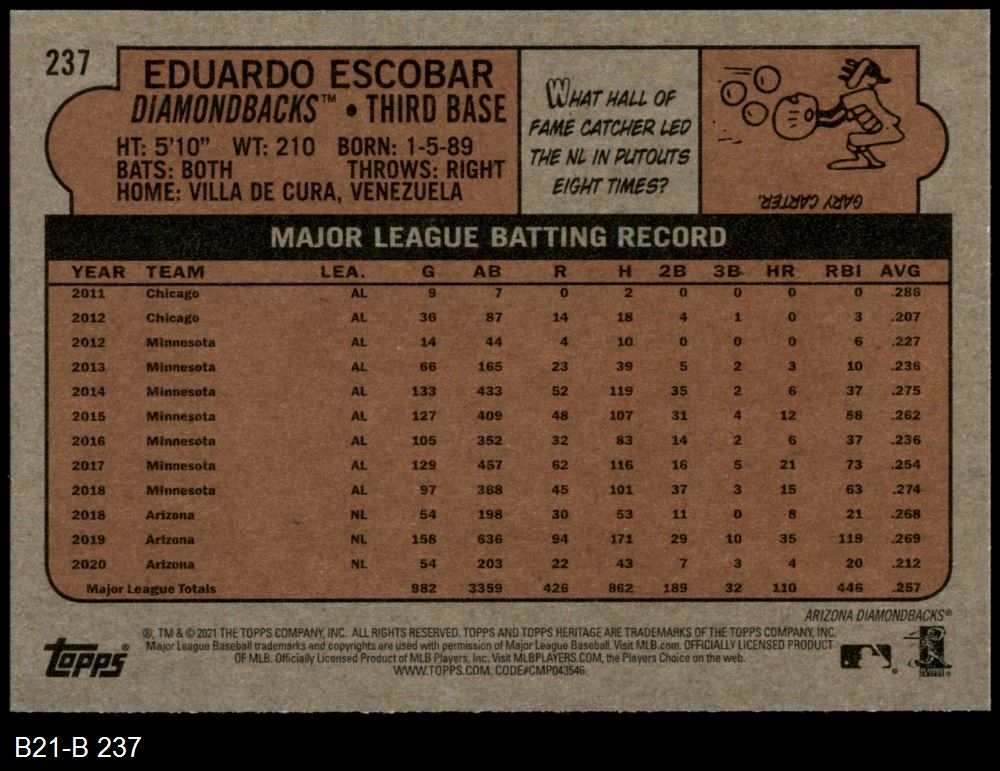 237
EDUARDO ESCOBAR
DIAMONDBACKS™ • THIRD BASE
HT: 5'10" WT: 210 BORN: 1-5-89
BATS: BOTH THROWS: RIGHT
HOME: VILLA DE CURA, VENEZUELA
WHAT HALL OF
FAME CATCHER LED
THE NL IN PUTOUTS
EIGHT TIMES?
GARY CARTER.
MAJOR LEAGUE BATTING RECORD
YEAR TEAM LEA. G AB R H 2B 3B HR RBI AVG
2011 Chicago AL 9 7 0 2 0 0 0 0 .286
2012 Chicago AL 36 87 14 18 4 1 0 3 .207
2012 Minnesota AL 14 44 4 10 0 0 0 6 .227
2013 Minnesota AL 66 165 23 39 5 2 3 10 .236
2014 Minnesota AL 133 433 52 119 35 2 6 37 .275
2015 Minnesota AL 127 409 48 107 31 4 12 58 .262
2016 Minnesota AL 105 352 32 83 14 2 6 37 .236
2017 Minnesota AL 129 457 62 116 16 5 21 73 .254
2018 Minnesota AL 97 368 45 101 37 3 15 63 .274
2018 Arizona NL 54 198 30 53 11 0 8 21 .268
2019 Arizona NL 158 636 94 171 29 10 35 118 .269
2020 Arizona NL 54 203 22 43 7 3 4 20 .212
Major League Totals 982 3359 426 862 189 32 110 446 .257
ARIZONA DIAMONDBACKS®
®, TM & © 2021 THE TOPPS COMPANY, INC. ALL RIGHTS RESERVED. TOPPS AND TOPPS HERITAGE ARE TRADEMARKS OF THE TOPPS COMPANY, INC.
Major League Baseball trademarks and copyrights are used with permission of Major League Baseball. Visit MLB.com. OFFICIALLY LICENSED PRODUCT
OF MLB. Officially Licensed Product of MLB Players, Inc. Visit MLBPLAYERS.COM, the Players Choice on the web.
WWW.TOPPS.COM. CODE#CMP043546.
topps®
B21-B 237